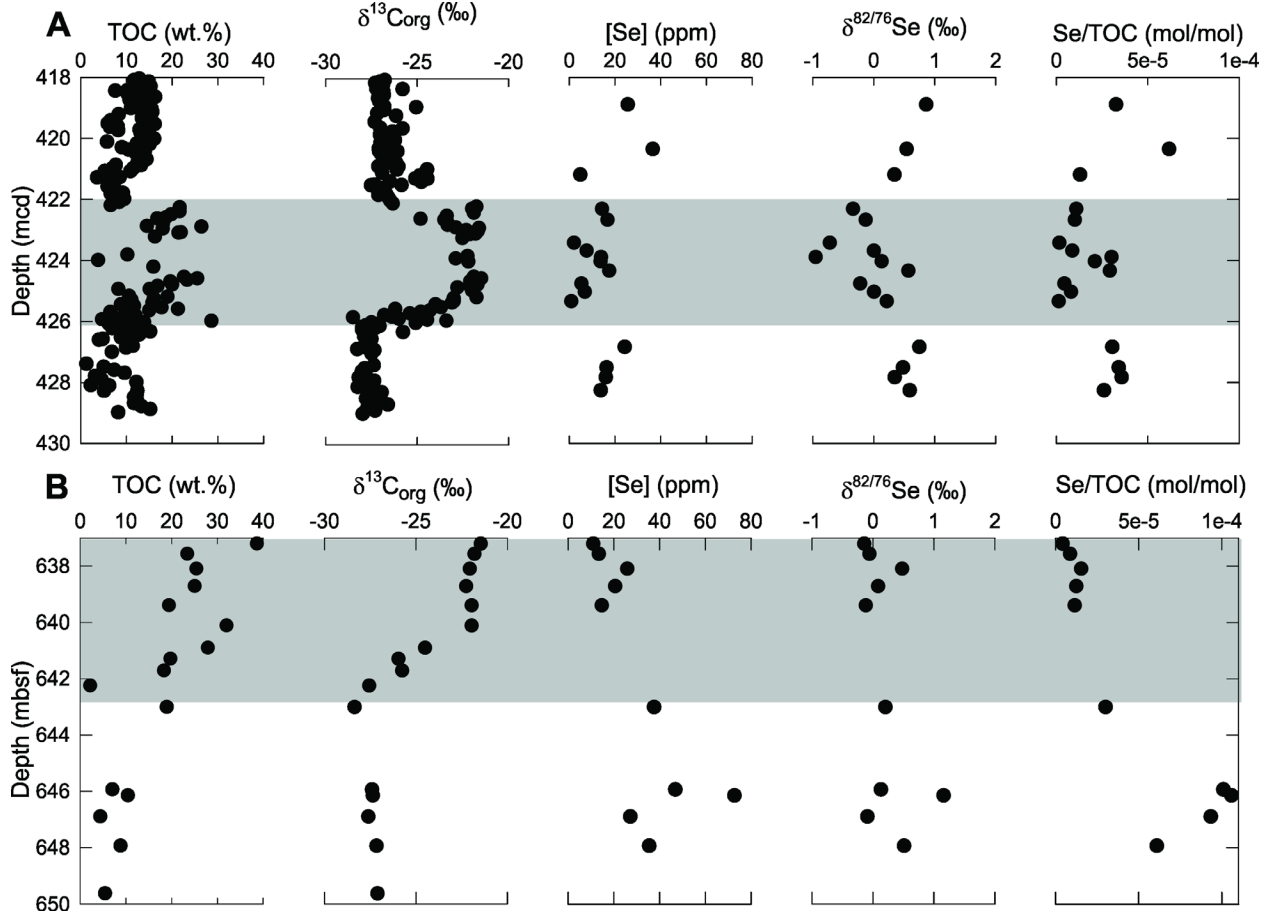 A
TOC (wt.%) δ13Corg (‰) [Se] (ppm) δ82/76Se (‰) Se/TOC (mol/mol)
0 10 20 30 40 -30 -25 -20 0 20 40 60 80 -1 0 1 2 0 5e-5 1e-4
418
420
422
424
426
428
430
Depth (mcd)
B
TOC (wt.%) δ13Corg (‰) [Se] (ppm) δ82/76Se (‰) Se/TOC (mol/mol)
0 10 20 30 40 -30 -25 -20 0 20 40 60 80 -1 0 1 2 0 5e-5 1e-4
638
640
642
644
646
648
650
Depth (mbsf)